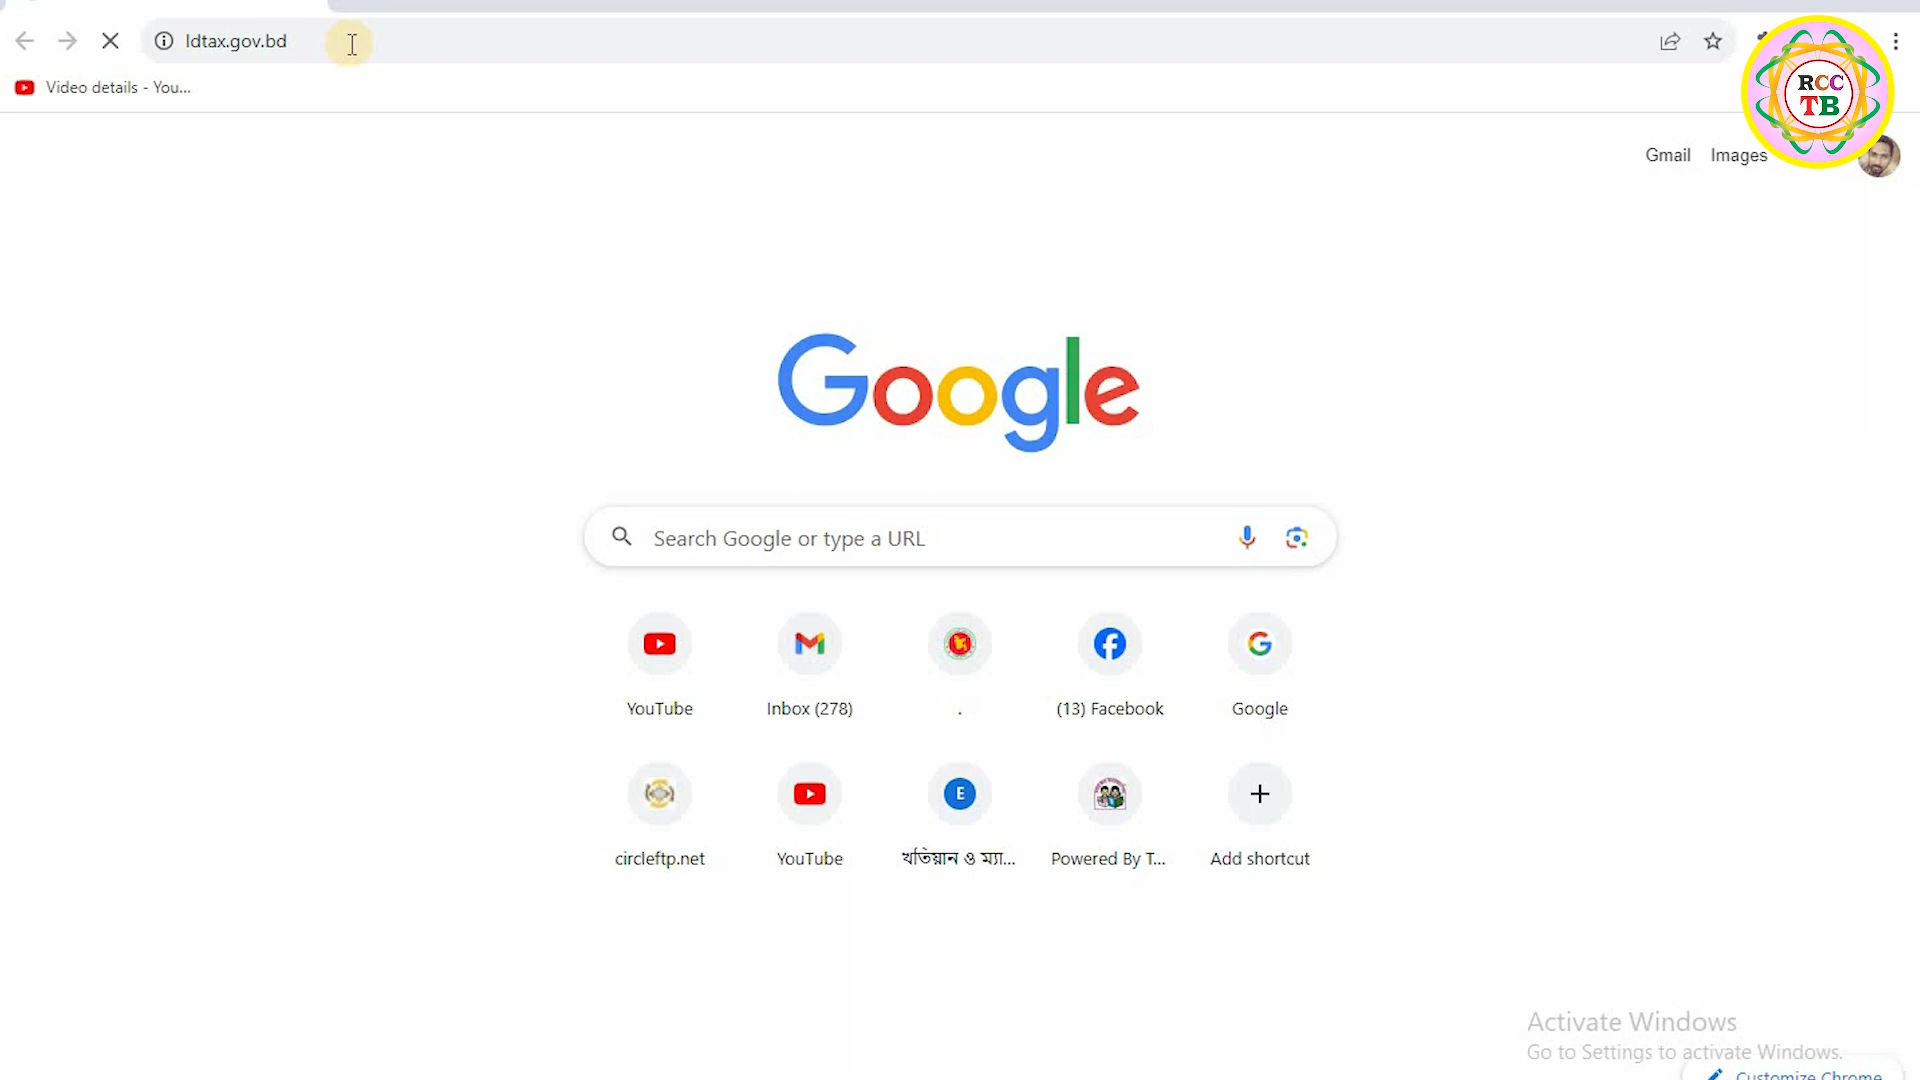 ldtax.gov.bd
Video details - You...
RCC
TB
Gmail Images
Google
Search Google or type a URL
YouTube
Inbox (278)
.
(13) Facebook
Google
E
circleftp.net
YouTube
খতিয়ান ও ম্যা...
Powered By T...
Add shortcut
Activate Windows
Go to Settings to activate Windows.
Customize Chrome